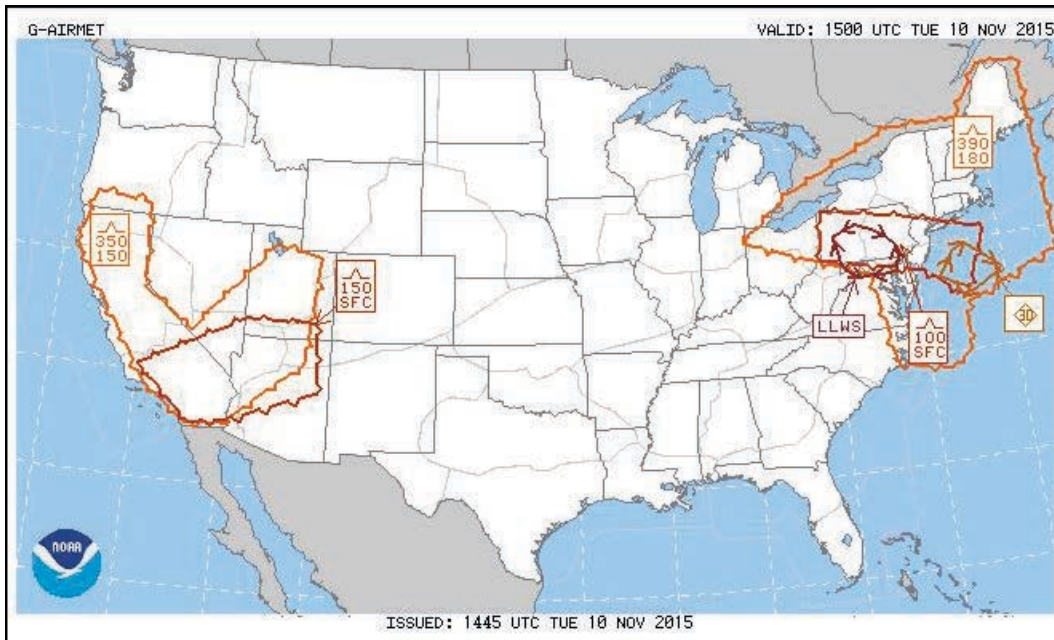 G-AIRMET
VALID: 1500 UTC TUE 10 NOV 2015
390
180
350
150
150
SFC
LLWS
100
SFC
30
NOAA
ISSUED: 1445 UTC TUE 10 NOV 2015